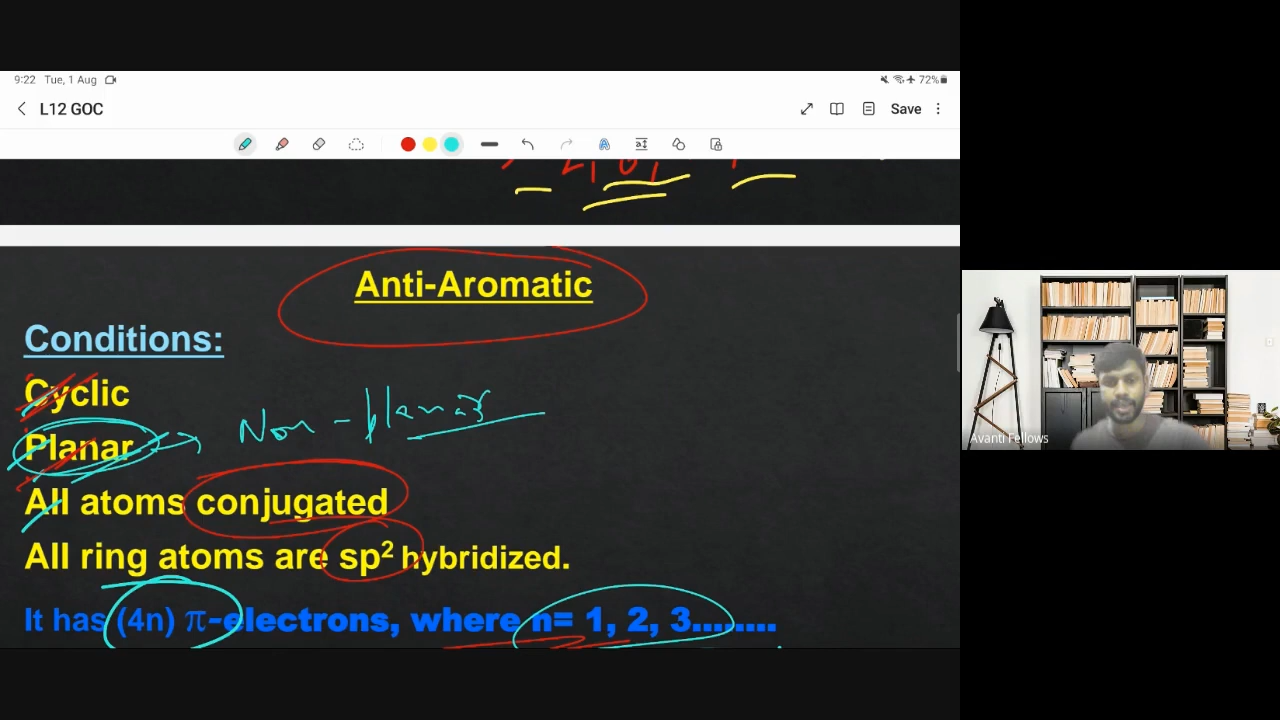 9:22 Tue, 1 Aug 72%
L12 GOC Save
Anti-Aromatic
Conditions:
Cyclic
Non-planar
Planar
All atoms conjugated
All ring atoms are sp² hybridized.
It has (4n) π-electrons, where n= 1, 2, 3........
Avanti Fellows